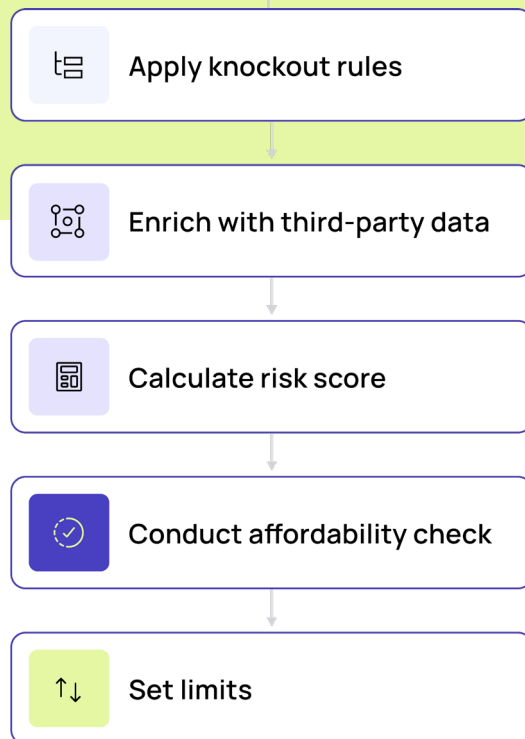 Apply knockout rules
Enrich with third-party data
Calculate risk score
Conduct affordability check
Set limits